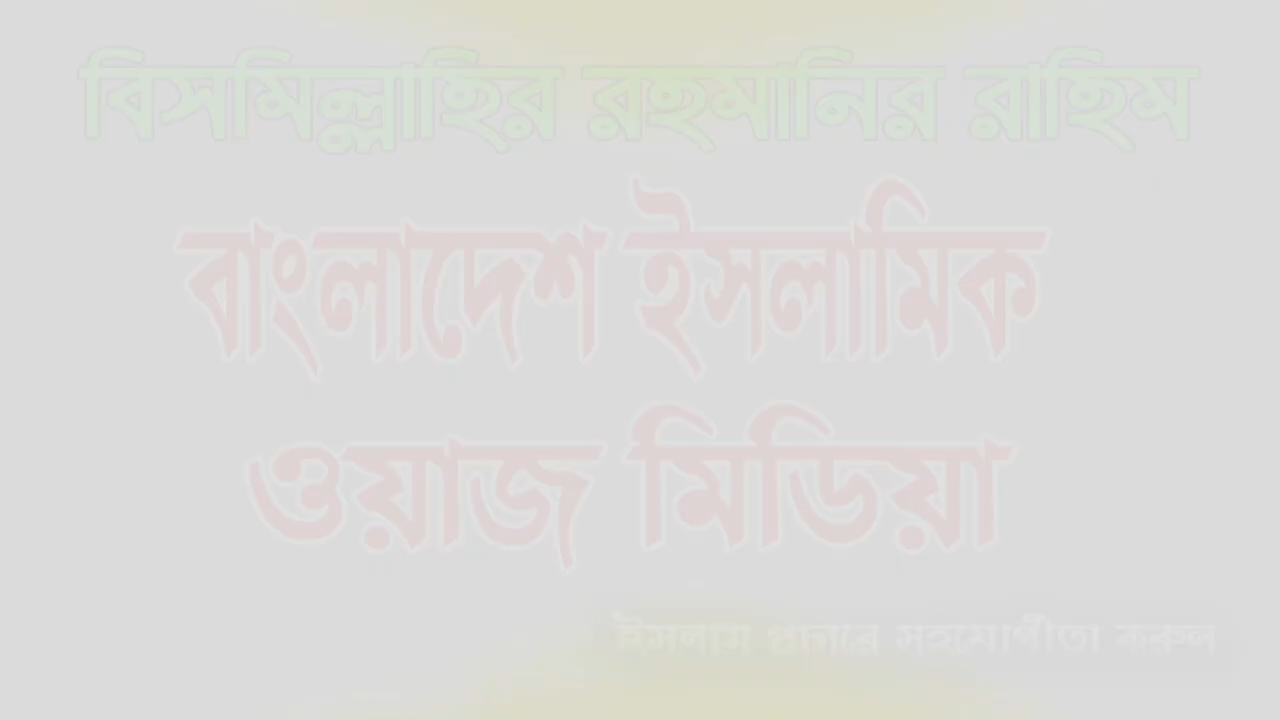 বিসমিল্লাহির রহমানির রাহিম
বাংলাদেশ ইসলামিক
ওয়াজ মিডিয়া
ইসলাম প্রচারে সহযোগীতা করুন